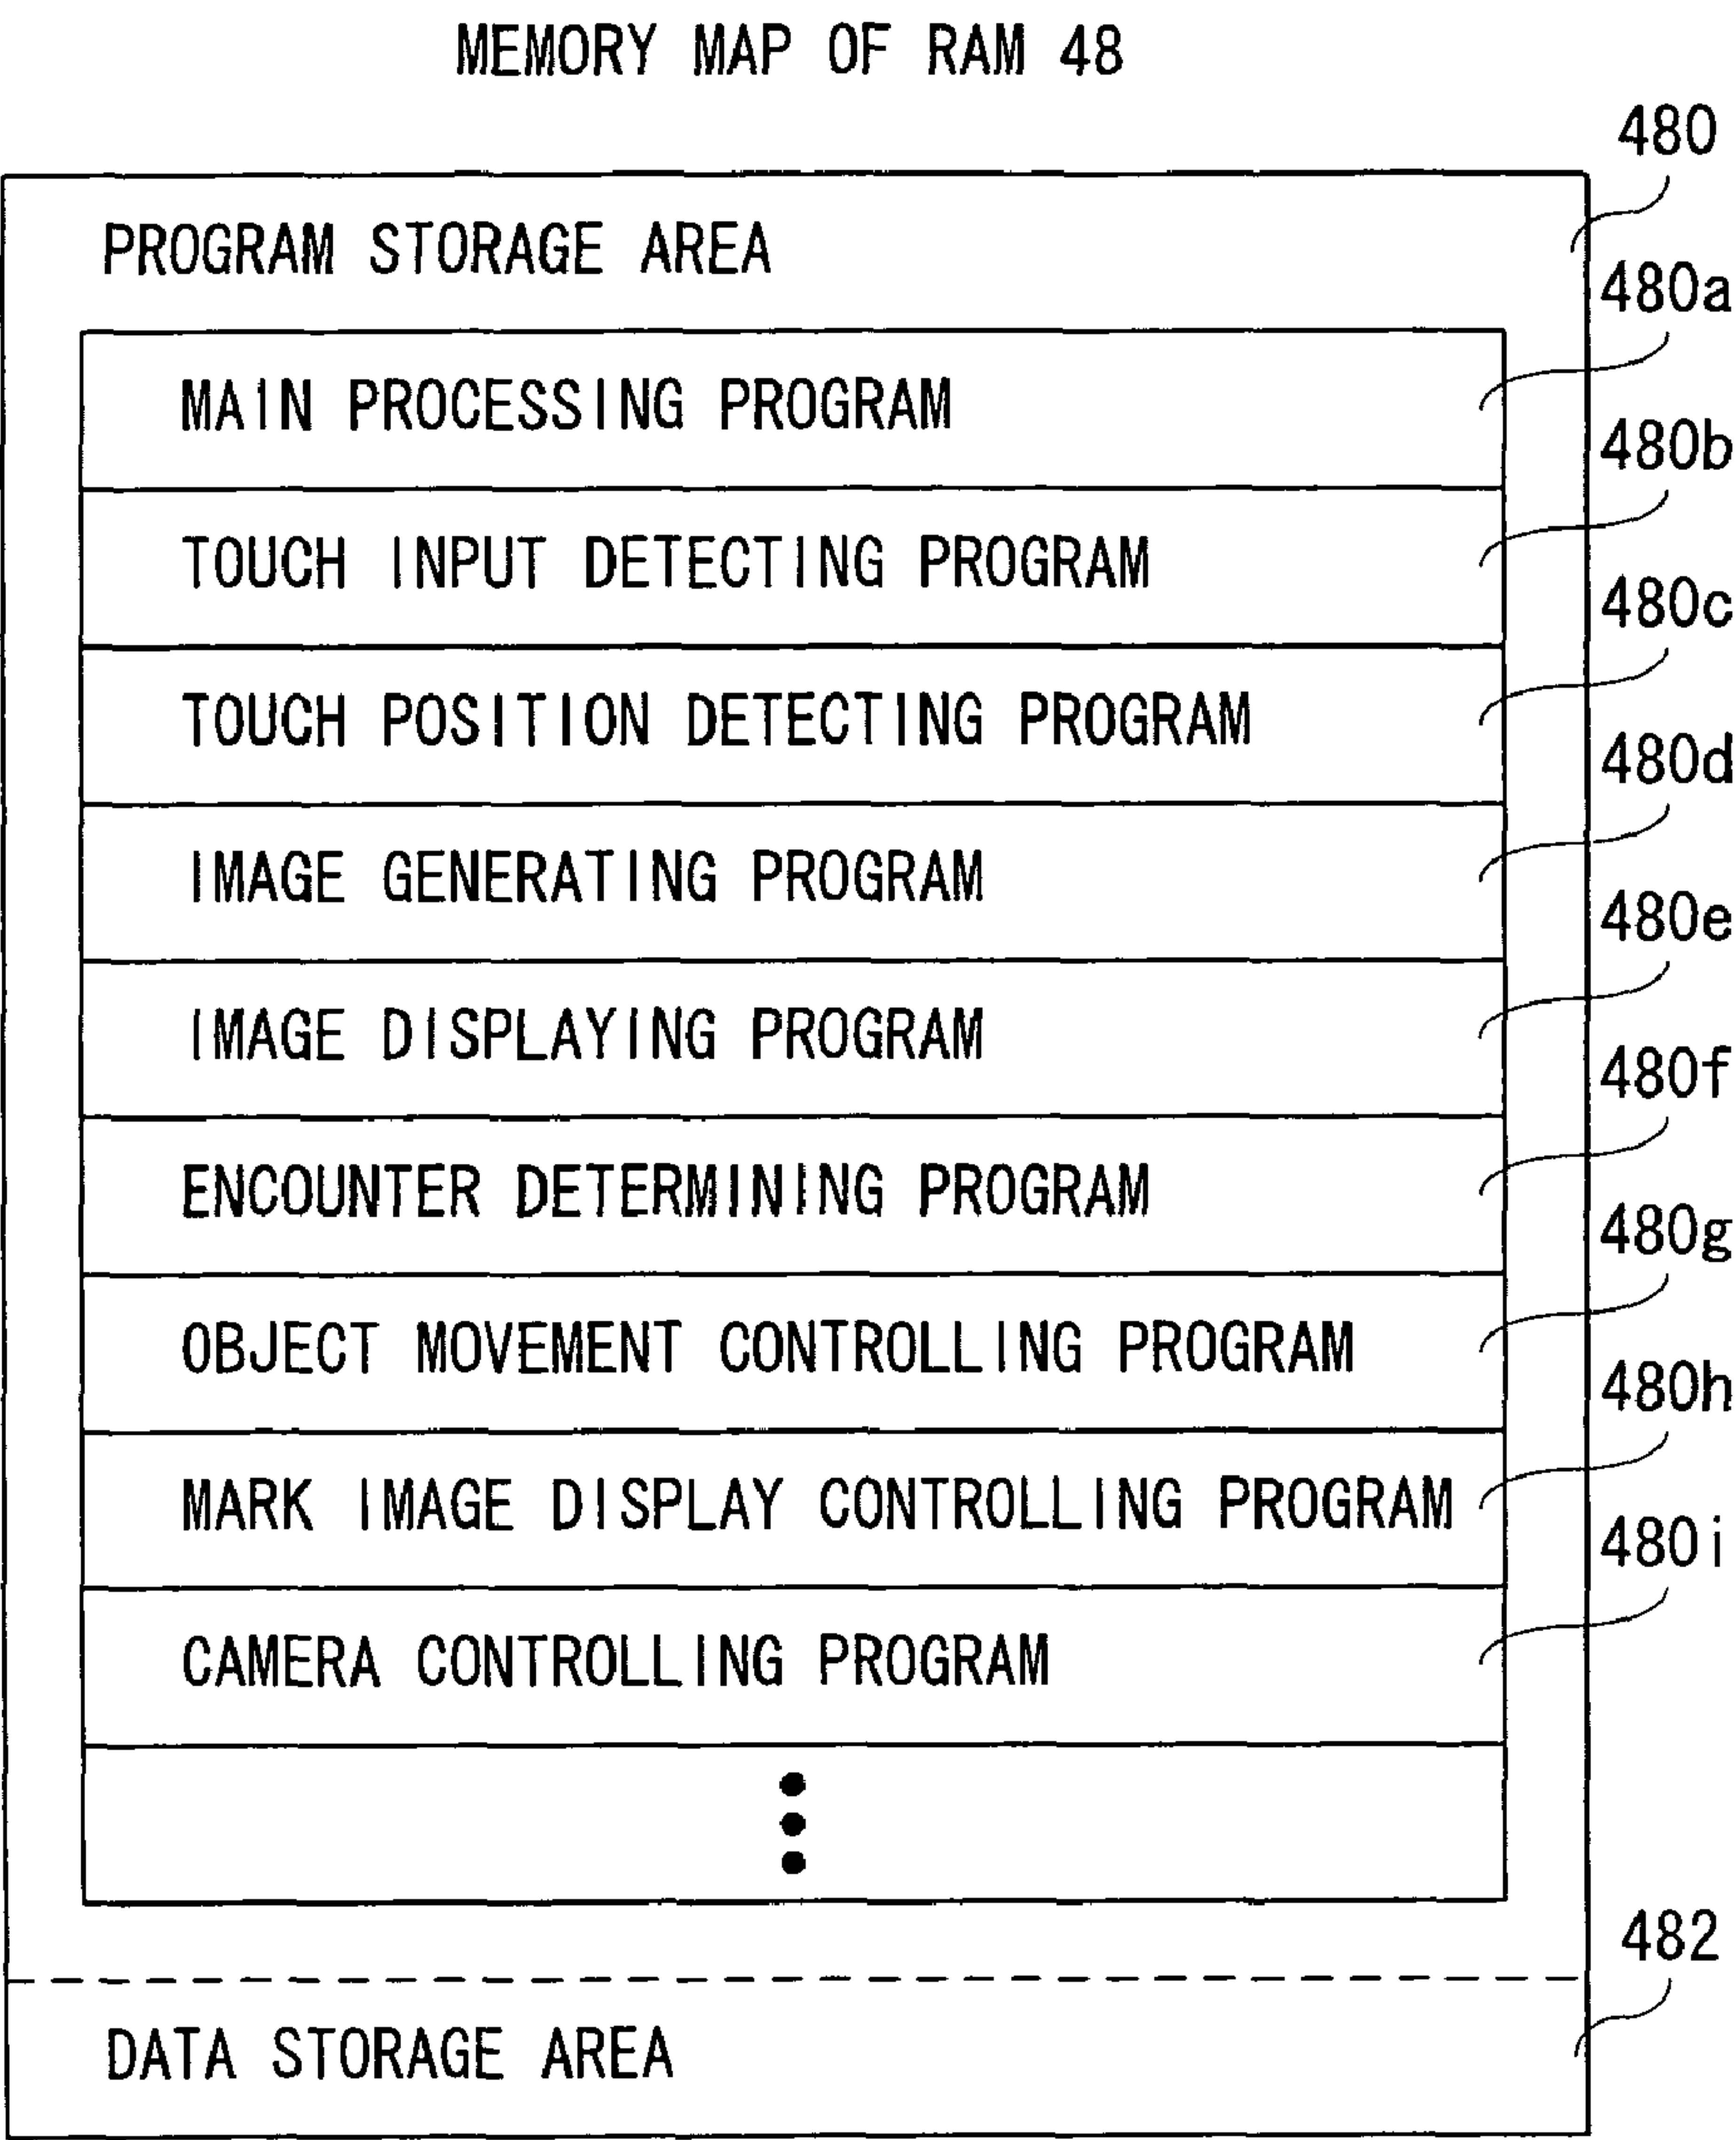 MEMORY MAP OF RAM 48
480
PROGRAM STORAGE AREA
480a
MAIN PROCESSING PROGRAM
480b
TOUCH INPUT DETECTING PROGRAM
480c
TOUCH POSITION DETECTING PROGRAM
480d
IMAGE GENERATING PROGRAM
480e
IMAGE DISPLAYING PROGRAM
480f
ENCOUNTER DETERMINING PROGRAM
480g
OBJECT MOVEMENT CONTROLLING PROGRAM
480h
MARK IMAGE DISPLAY CONTROLLING PROGRAM
480i
CAMERA CONTROLLING PROGRAM
482
DATA STORAGE AREA